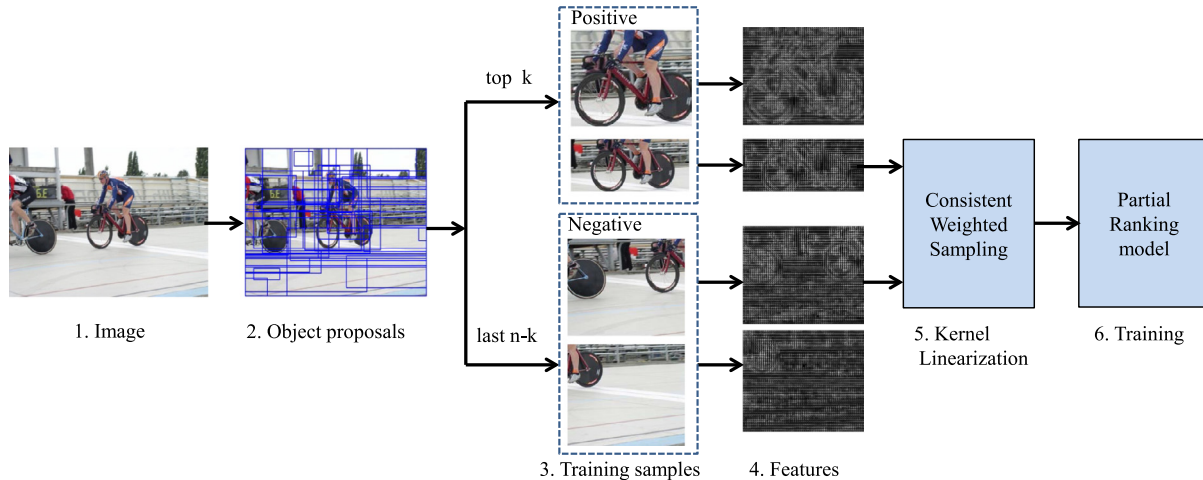 Positive
top k
Negative
last n-k
Consistent
Weighted
Sampling
Partial
Ranking
model
1. Image
2. Object proposals
3. Training samples
4. Features
5. Kernel
Linearization
6. Training